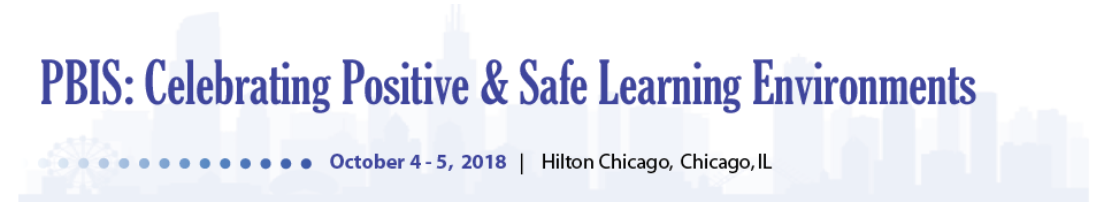 PBIS: Celebrating Positive & Safe Learning Environments
October 4 - 5, 2018 | Hilton Chicago, Chicago, IL